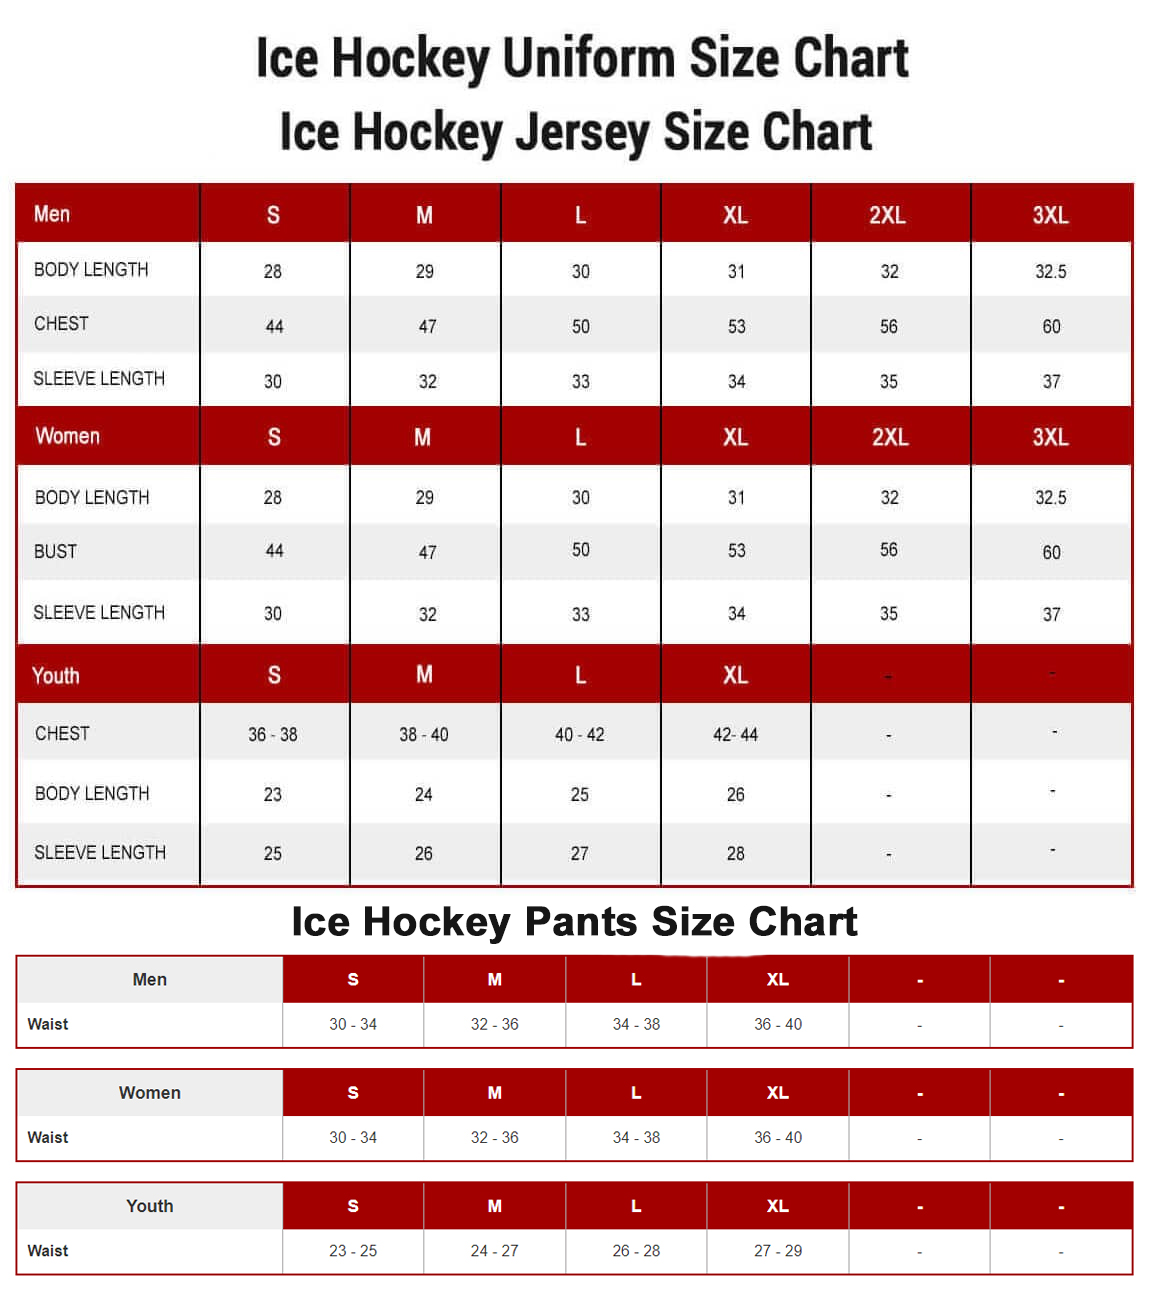 Ice Hockey Uniform Size Chart
Ice Hockey Jersey Size Chart
Men S M L XL 2XL 3XL
BODY LENGTH 28 29 30 31 32 32.5
CHEST 44 47 50 53 56 60
SLEEVE LENGTH 30 32 33 34 35 37
Women S M L XL 2XL 3XL
BODY LENGTH 28 29 30 31 32 32.5
BUST 44 47 50 53 56 60
SLEEVE LENGTH 30 32 33 34 35 37
Youth S M L XL - -
CHEST 36 - 38 38 - 40 40 - 42 42- 44 - -
BODY LENGTH 23 24 25 26 - -
SLEEVE LENGTH 25 26 27 28 - -
Ice Hockey Pants Size Chart
Men S M L XL - -
Waist 30 - 34 32 - 36 34 - 38 36 - 40 - -
Women S M L XL - -
Waist 30 - 34 32 - 36 34 - 38 36 - 40 - -
Youth S M L XL - -
Waist 23 - 25 24 - 27 26 - 28 27 - 29 - -